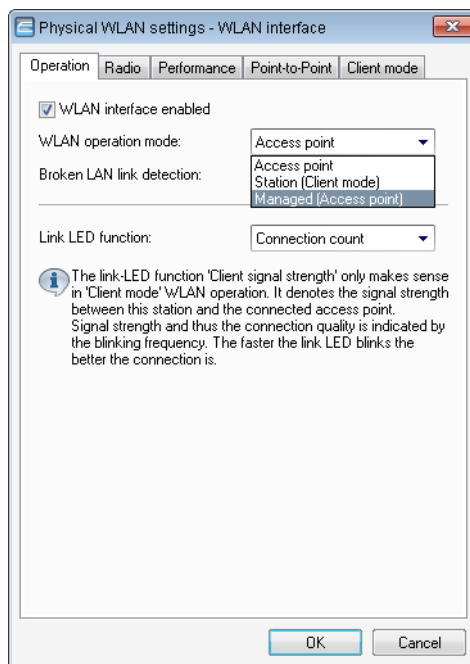 Physical WLAN settings - WLAN interface
Operation Radio Performance Point-to-Point Client mode
WLAN interface enabled
WLAN operation mode: Access point
Access point
Broken LAN link detection: Station (Client mode)
Managed (Access point)
Link LED function: Connection count
The link-LED function 'Client signal strength' only makes sense
in 'Client mode' WLAN operation. It denotes the signal strength
between this station and the connected access point.
Signal strength and thus the connection quality is indicated by
the blinking frequency. The faster the link LED blinks the
better the connection is.
OK Cancel